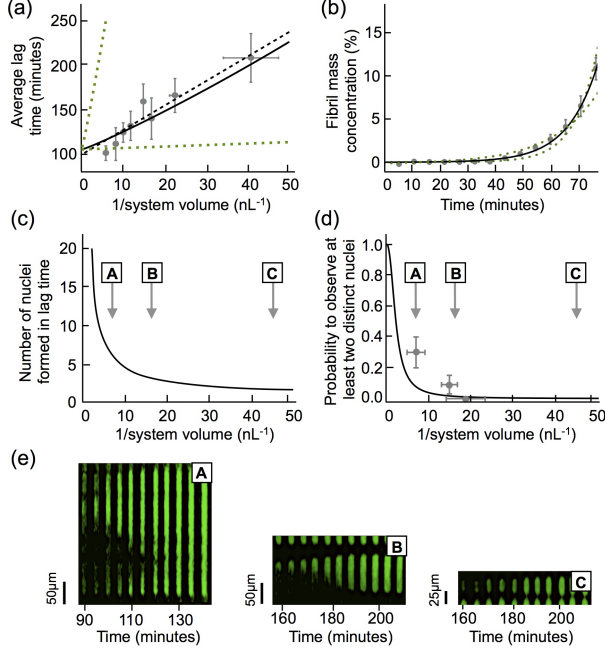 (a)
Average lag
time (minutes)
250
200
150
100
0 10 20 30 40 50
1/system volume (nL-1)
(b)
Fibril mass
concentration (%)
15
10
5
0
0 10 20 30 40 50 60 70
Time (minutes)
(c)
Number of nuclei
formed in lag time
20
15
10
5
0
A B C
0 10 20 30 40 50
1/system volume (nL-1)
(d)
Probability to observe at
least two distinct nuclei
1.0
0.8
0.6
0.4
0.2
0.0
A B C
0 10 20 30 40 50
1/system volume (nL-1)
(e)
A
50μm
90 110 130
Time (minutes)
B
50μm
160 180 200
Time (minutes)
C
25μm
160 180 200
Time (minutes)